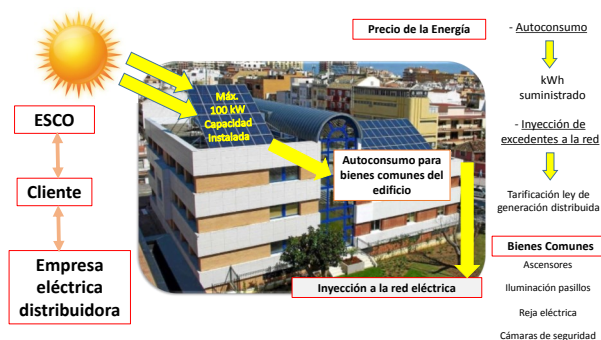 Precio de la Energía
- Autoconsumo
kWh
suministrado
- Inyección de
excedentes a la red
Tarificación ley de
generación distribuida
Bienes Comunes
Ascensores
Iluminación pasillos
Reja eléctrica
Cámaras de seguridad
ESCO
Cliente
Empresa
eléctrica
distribuidora
Máx.
100 kW
Capacidad
Instalada
Autoconsumo para
bienes comunes del
edificio
Inyección a la red eléctrica